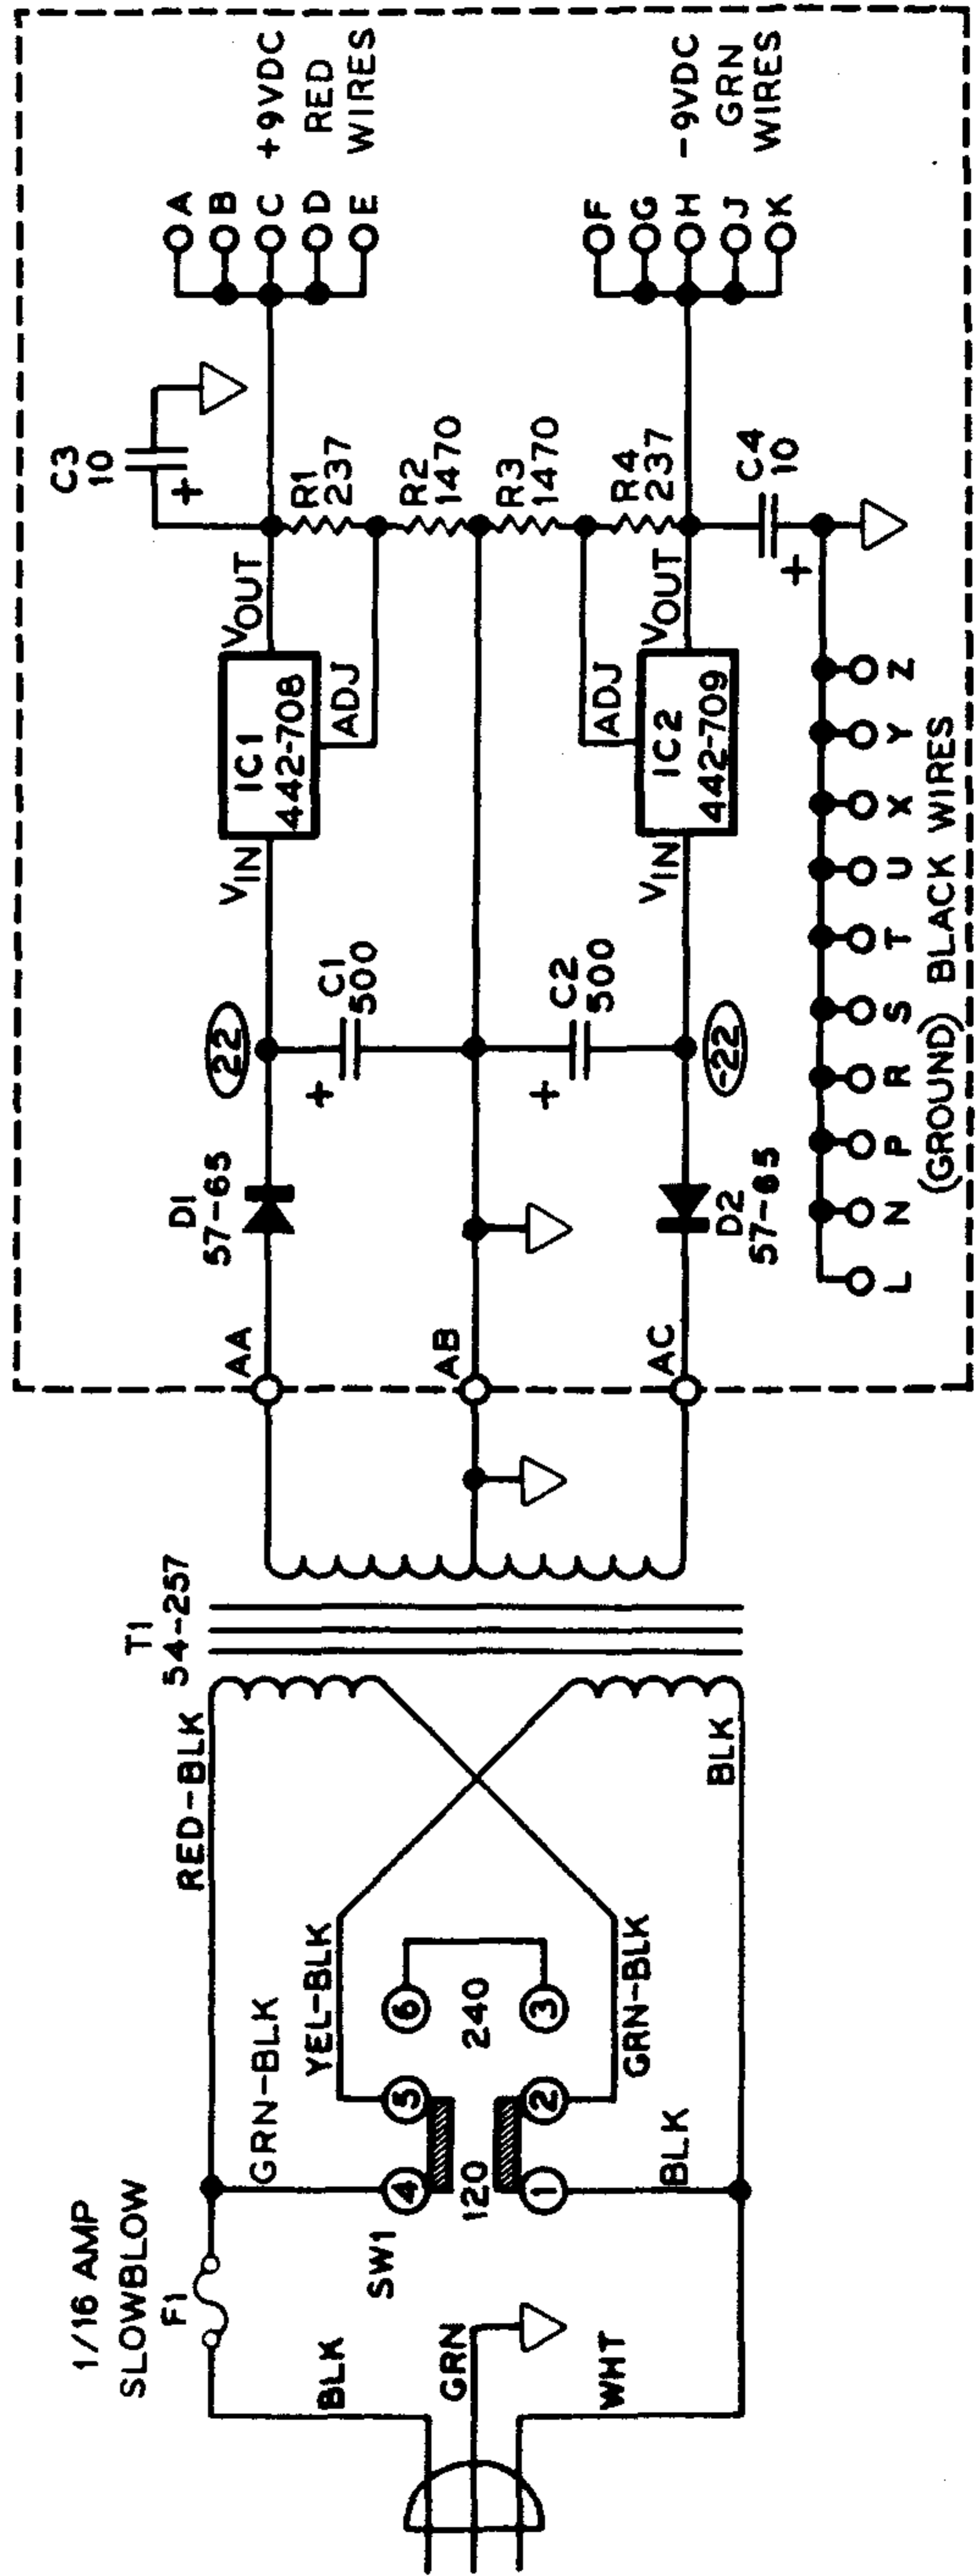 1/16 AMP
SLOWBLOW
F1
BLK
GRN
WHT
SW1
GRN-BLK
YEL-BLK
RED-BLK
4
5
6
120
240
1
2
3
BLK
GRN-BLK
BLK
T1
54-257
AA
AB
AC
D1
57-65
D2
57-65
22
-22
+
C1
500
+
C2
500
VIN
IC1
442-708
VOUT
ADJ
VIN
IC2
442-709
VOUT
ADJ
C3
10
+
R1
237
R2
1470
R3
1470
R4
237
C4
10
+
A
B
C
D
E
+9VDC
RED
WIRES
F
G
H
J
K
-9VDC
GRN
WIRES
L N P R S T U X Y Z
(GROUND) BLACK WIRES